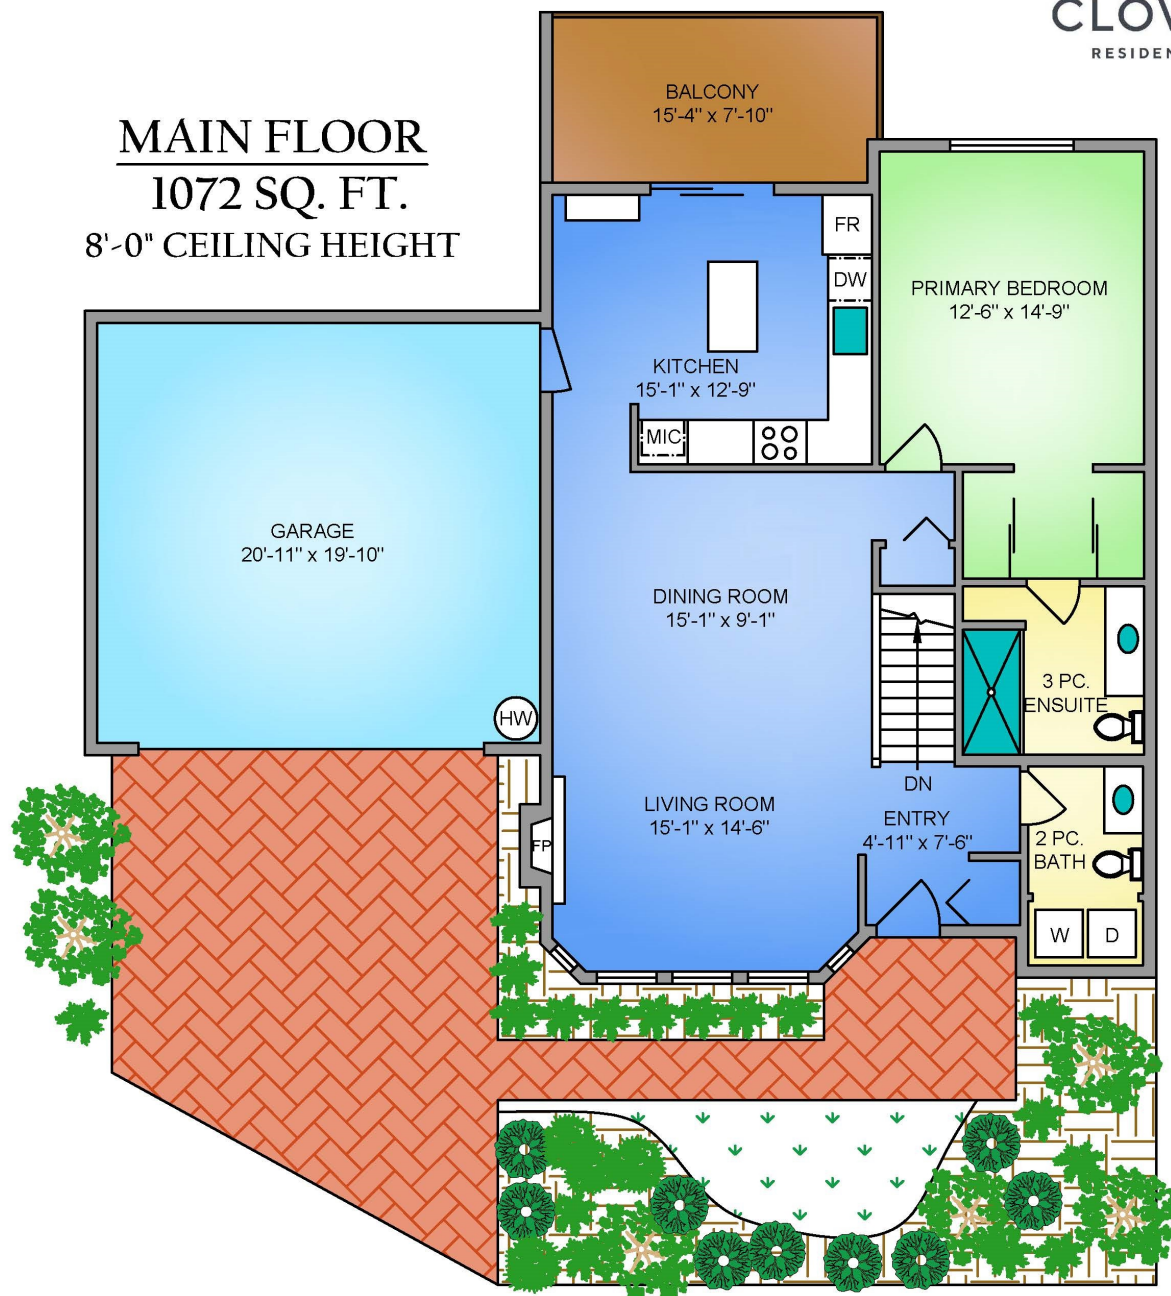 CLOV
RESIDEN
MAIN FLOOR
1072 SQ. FT.
8'-0" CEILING HEIGHT
BALCONY
15'-4" x 7'-10"
FR
DW
PRIMARY BEDROOM
12'-6" x 14'-9"
KITCHEN
15'-1" x 12'-9"
MIC
GARAGE
20'-11" x 19'-10"
DINING ROOM
15'-1" x 9'-1"
3 PC.
ENSUITE
HW
DN
LIVING ROOM
15'-1" x 14'-6"
ENTRY
4'-11" x 7'-6"
FP
2 PC.
BATH
W
D